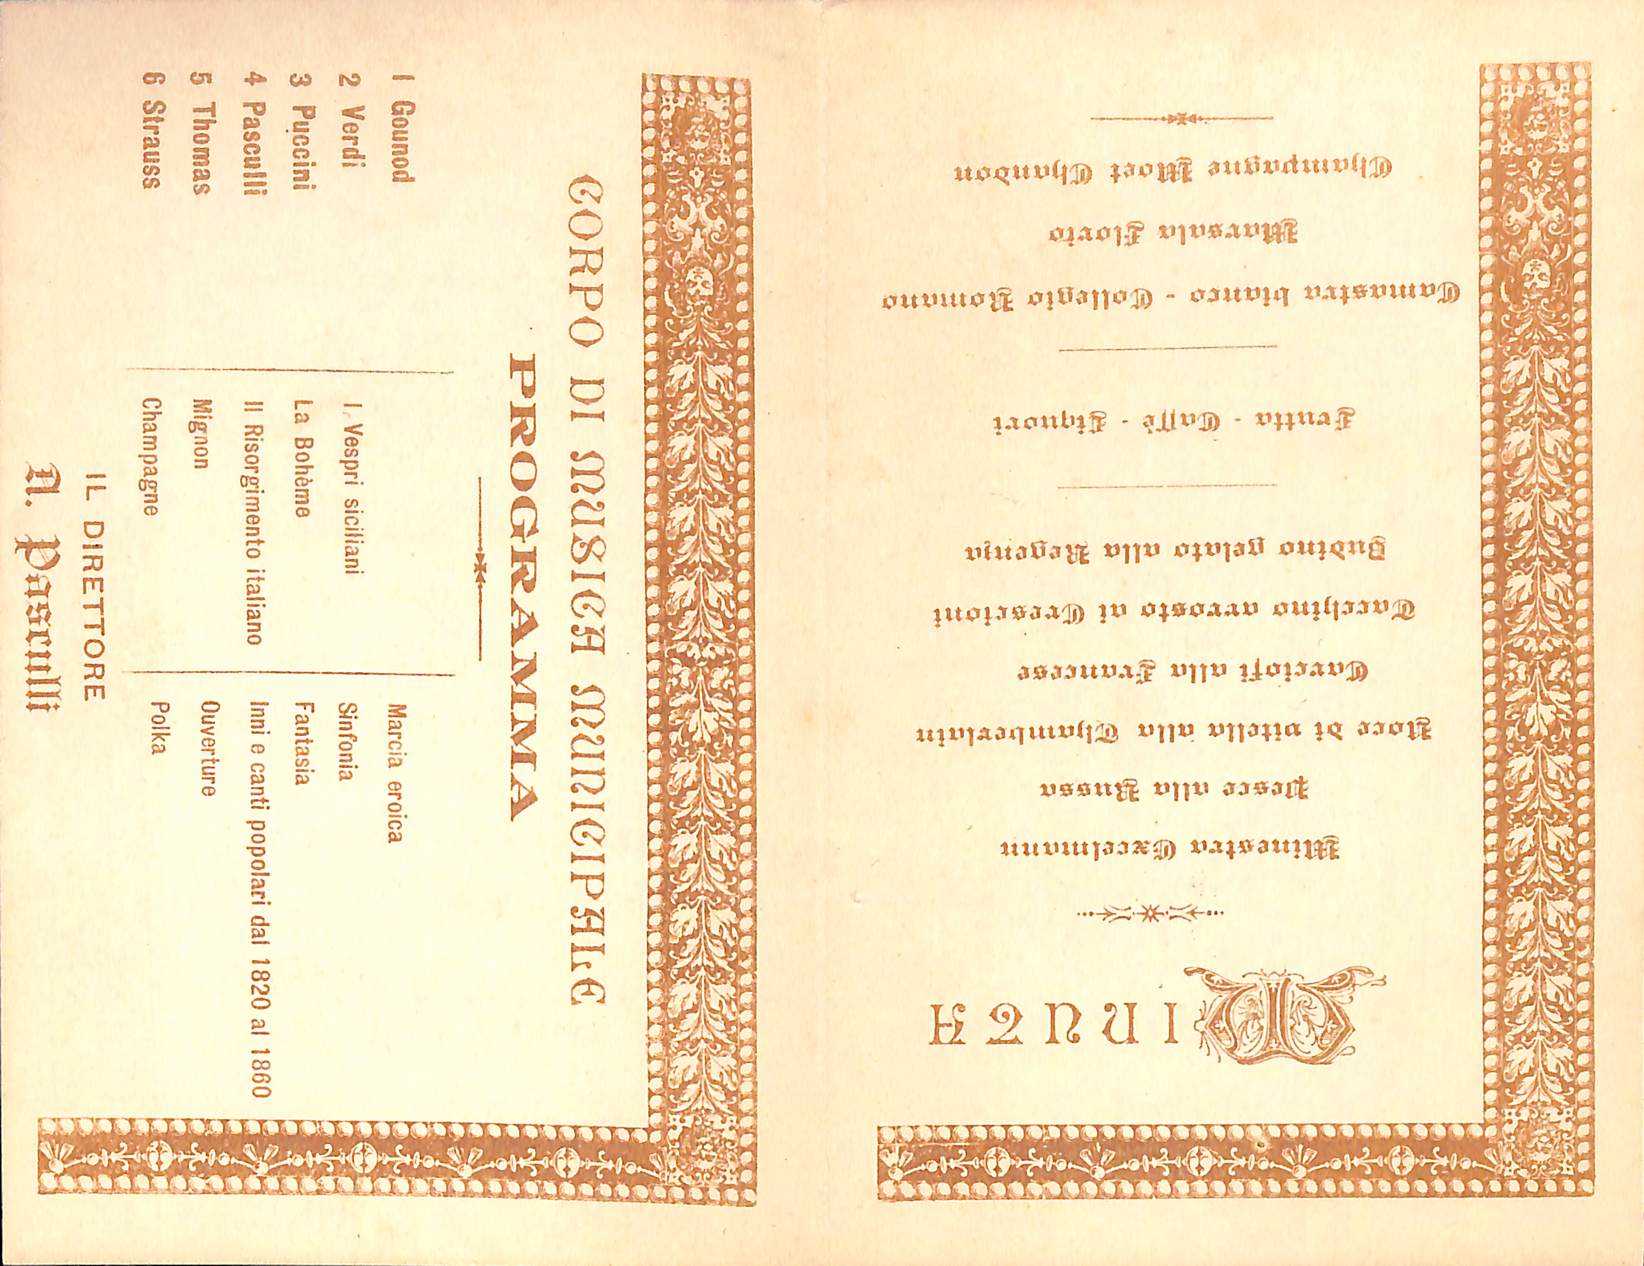 CORPO DI MUSICA MUNICIPALE
PROGRAMMA
1 Gounod Marcia eroica
2 Verdi I Vespri siciliani Sinfonia
3 Puccini La Bohème Fantasia
4 Pasculli Il Risorgimento italiano Inni e canti popolari dal 1820 al 1860
5 Thomas Mignon Ouverture
6 Strauss Champagne Polka
IL DIRETTORE
A. Pasculli
MINUTA
Minestra Excelmann
Pesce alla Russa
Noce di vitella alla Chamberlain
Carciofi alla Francese
Tacchino arrosto ai Crescioni
Budino gelato alla Regenza
Frutta - Caffè - Liquori
Camastra bianco - Collegio Romano
Marsala Florio
Champagne Moet Chandon